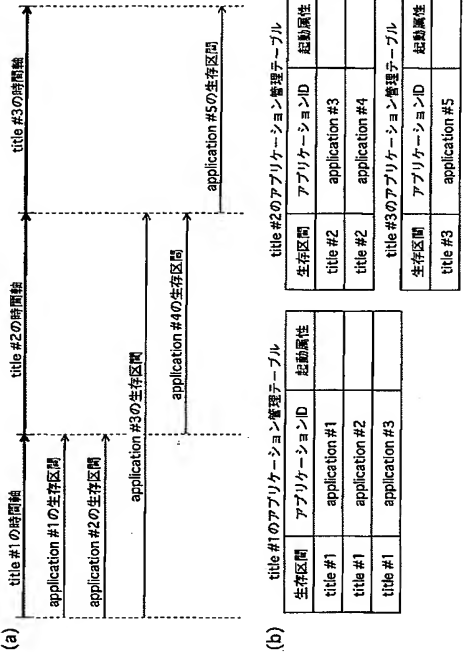 (a)
title #1の時間軸
title #2の時間軸
title #3の時間軸
application #1の生存区間
application #2の生存区間
application #3の生存区間
application #4の生存区間
application #5の生存区間
(b)
title #1のアプリケーション管理テーブル
生存区間 アプリケーションID 起動属性
title #1 application #1
title #1 application #2
title #1 application #3
title #2のアプリケーション管理テーブル
生存区間 アプリケーションID 起動属性
title #2 application #3
title #2 application #4
title #3のアプリケーション管理テーブル
生存区間 アプリケーションID 起動属性
title #3 application #5